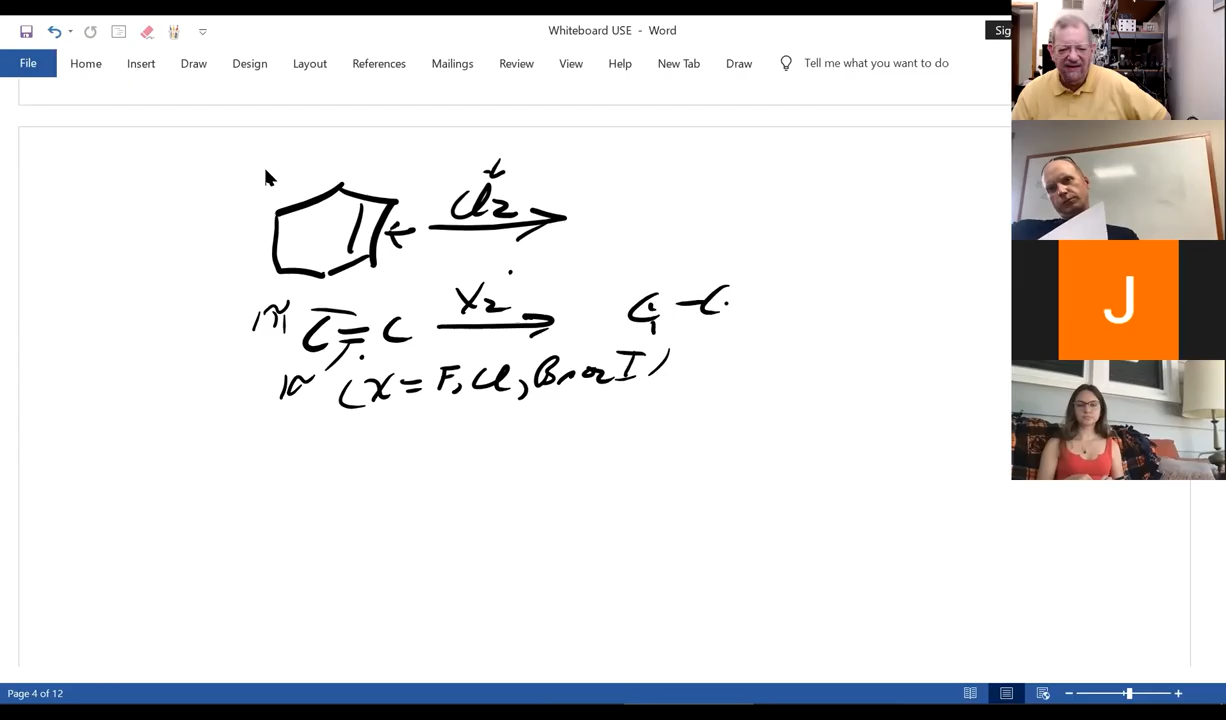 Whiteboard USE - Word
Sig
File Home Insert Draw Design Layout References Mailings Review View Help New Tab Draw Tell me what you want to do
Cl2
C=C X2 C-C
(X = F, Cl, Br or I)
J
Page 4 of 12